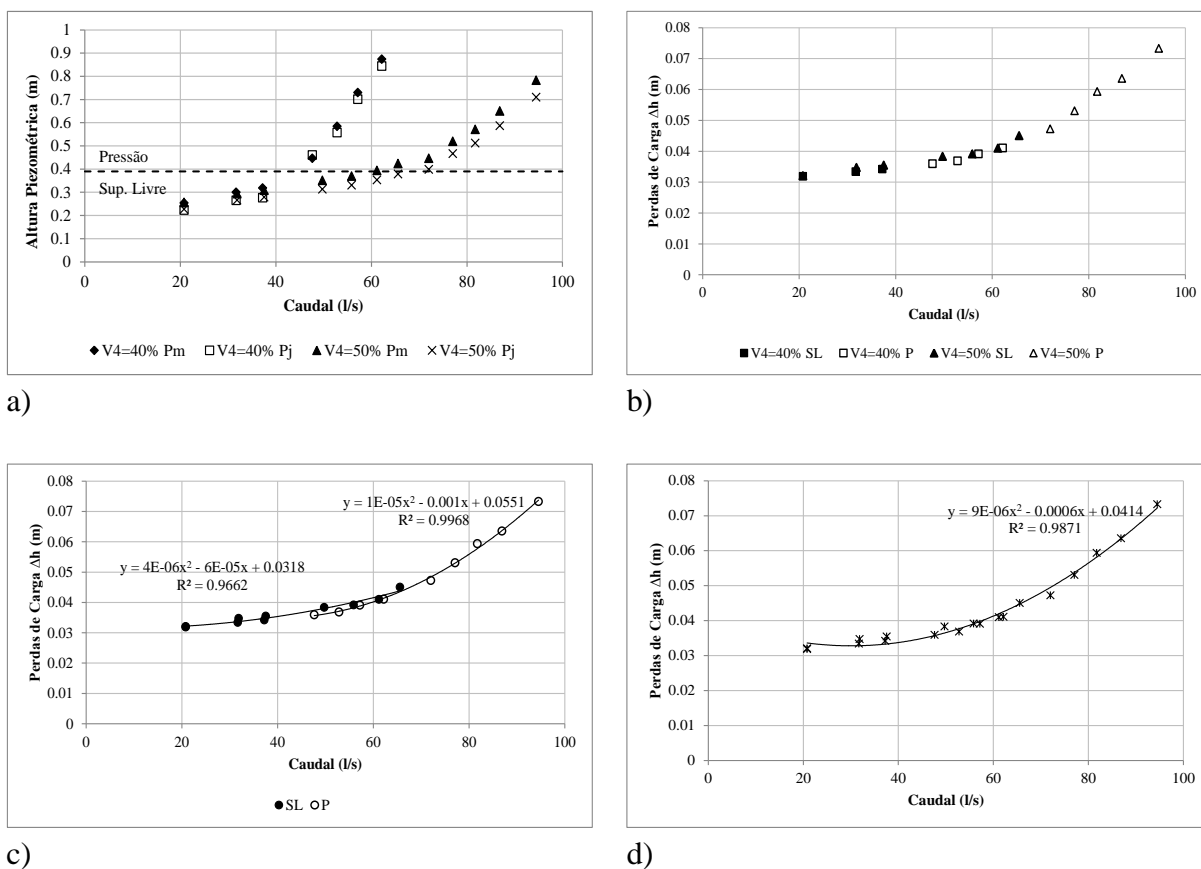 1
0.9
0.8
0.7
0.6
0.5
0.4
0.3
0.2
0.1
0
Altura Piezométrica (m)
Pressão
Sup. Livre
0 20 40 60 80 100
Caudal (l/s)
V4=40% Pm V4=40% Pj V4=50% Pm V4=50% Pj
a)
0.08
0.07
0.06
0.05
0.04
0.03
0.02
0.01
0
Perdas de Carga Δh (m)
0 20 40 60 80 100
Caudal (l/s)
V4=40% SL V4=40% P V4=50% SL V4=50% P
b)
0.08
0.07
0.06
0.05
0.04
0.03
0.02
0.01
0
Perdas de Carga Δh (m)
y = 1E-05x² - 0.001x + 0.0551
R² = 0.9968
y = 4E-06x² - 6E-05x + 0.0318
R² = 0.9662
0 20 40 60 80 100
Caudal (l/s)
SL P
c)
0.08
0.07
0.06
0.05
0.04
0.03
0.02
0.01
0
Perdas de Carga Δh (m)
y = 9E-06x² - 0.0006x + 0.0414
R² = 0.9871
0 20 40 60 80 100
Caudal (l/s)
d)